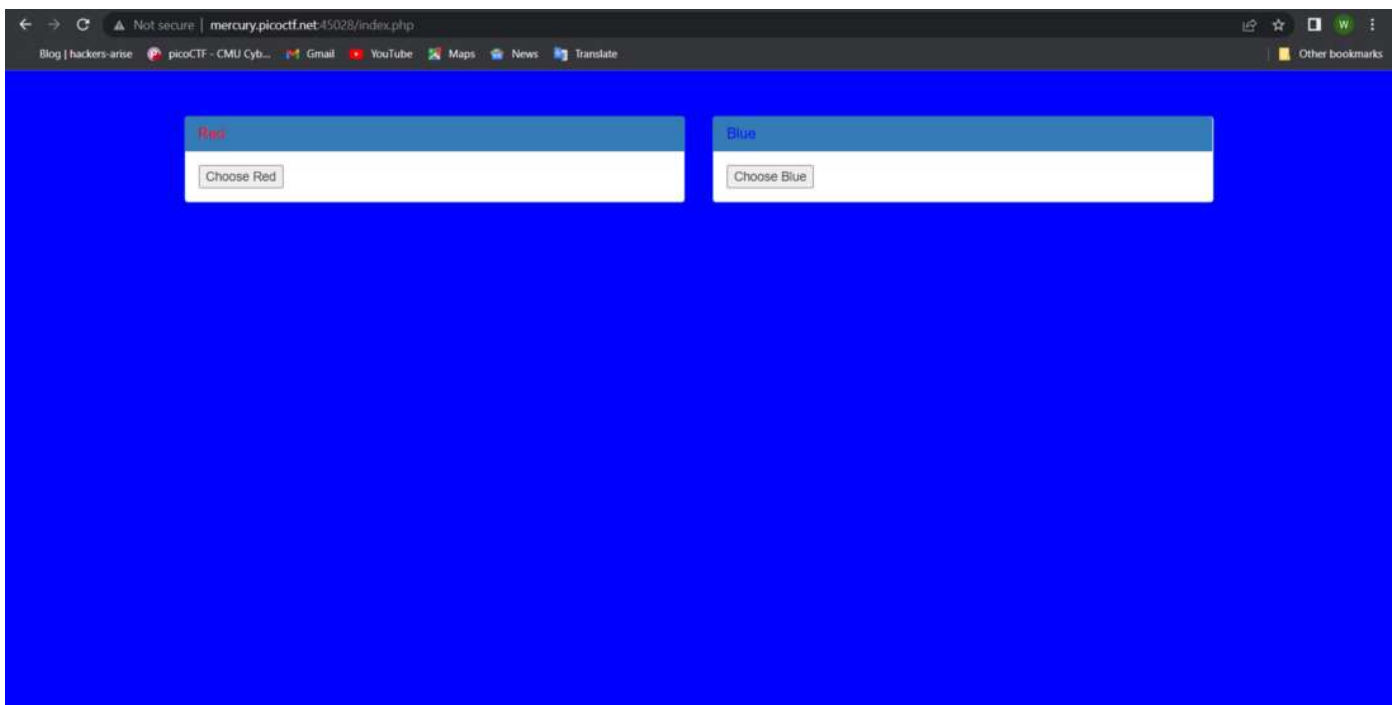 Not secure | mercury.picoctf.net:45028/index.php
W
Blog | hackers-arise picoCTF - CMU Cyb... Gmail YouTube Maps News Translate Other bookmarks
Red Blue
Choose Red Choose Blue